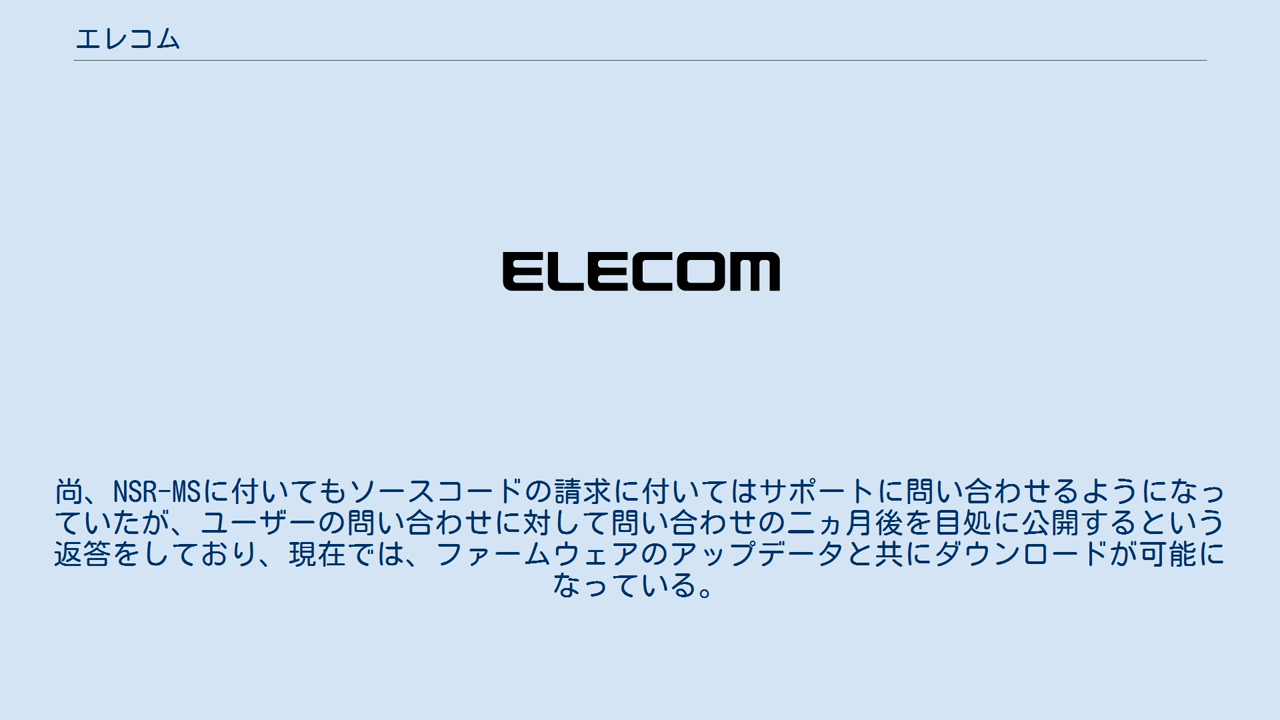 エレコム
ELECOM
尚、NSR-MSに付いてもソースコードの請求に付いてはサポートに問い合わせるようになっ
ていたが、ユーザーの問い合わせに対して問い合わせの二ヵ月後を目処に公開するという
返答をしており、現在では、ファームウェアのアップデータと共にダウンロードが可能に
なっている。